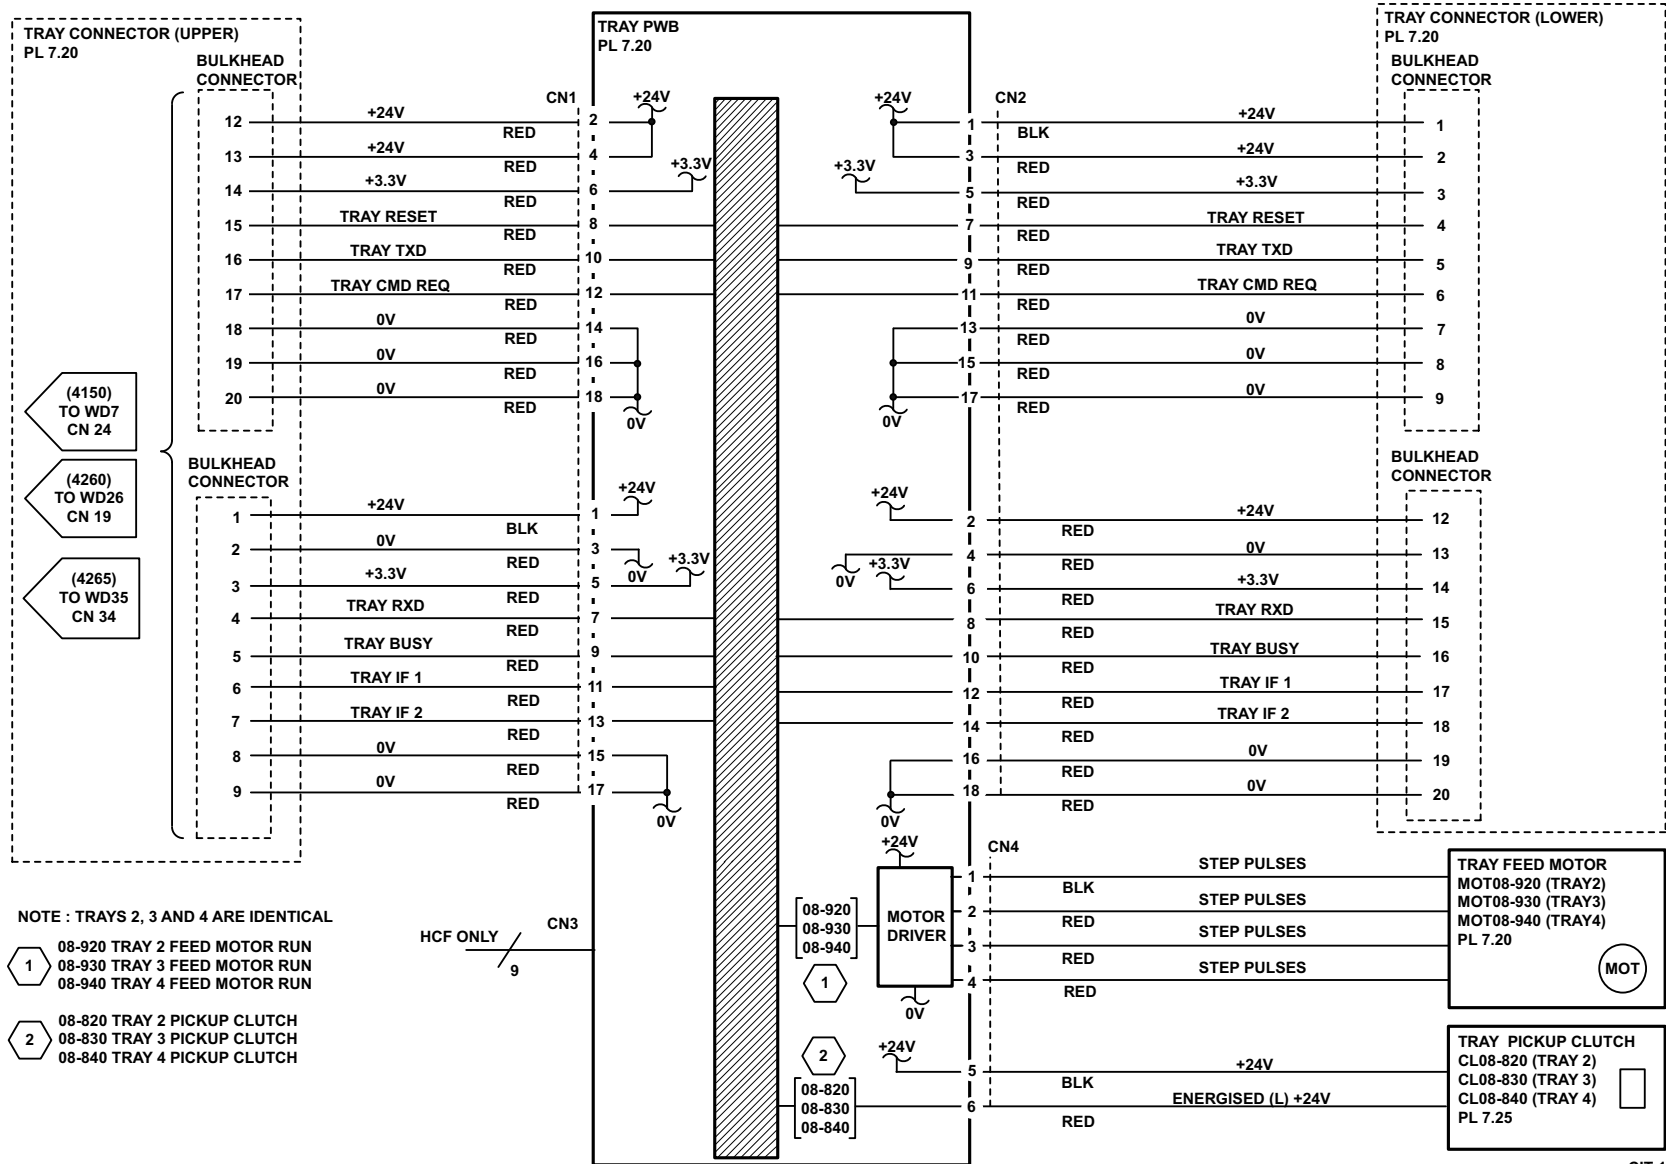 TRAY CONNECTOR (UPPER)
PL 7.20
BULKHEAD
CONNECTOR
12 +24V RED 2
13 +24V RED 4
14 +3.3V RED 6
15 TRAY RESET RED 8
16 TRAY TXD RED 10
17 TRAY CMD REQ RED 12
18 0V RED 14
19 0V RED 16
20 0V RED 18
CN1
(4150)
TO WD7
CN 24
(4260)
TO WD26
CN 19
(4265)
TO WD35
CN 34
BULKHEAD
CONNECTOR
1 +24V BLK 1
2 0V RED 3
3 +3.3V RED 5
4 TRAY RXD RED 7
5 TRAY BUSY RED 9
6 TRAY IF 1 RED 11
7 TRAY IF 2 RED 13
8 0V RED 15
9 0V RED 17
TRAY PWB
PL 7.20
+24V
+3.3V
0V
+24V
0V
+3.3V
0V
+24V
+3.3V
0V
+24V
0V
+3.3V
0V
CN2
1 BLK +24V 1
3 RED +24V 2
5 RED +3.3V 3
7 RED TRAY RESET 4
9 RED TRAY TXD 5
11 RED TRAY CMD REQ 6
13 RED 0V 7
15 RED 0V 8
17 RED 0V 9
TRAY CONNECTOR (LOWER)
PL 7.20
BULKHEAD
CONNECTOR
BULKHEAD
CONNECTOR
2 RED +24V 12
4 RED 0V 13
6 RED +3.3V 14
8 RED TRAY RXD 15
10 RED TRAY BUSY 16
12 RED TRAY IF 1 17
14 RED TRAY IF 2 18
16 RED 0V 19
18 RED 0V 20
+24V
MOTOR
DRIVER
0V
08-920
08-930
08-940
1
CN4
1 BLK STEP PULSES
2 RED STEP PULSES
3 RED STEP PULSES
4 RED STEP PULSES
TRAY FEED MOTOR
MOT08-920 (TRAY2)
MOT08-930 (TRAY3)
MOT08-940 (TRAY4)
PL 7.20
MOT
2
08-820
08-830
08-840
+24V
5 BLK +24V
6 RED ENERGISED (L) +24V
TRAY PICKUP CLUTCH
CL08-820 (TRAY 2)
CL08-830 (TRAY 3)
CL08-840 (TRAY 4)
PL 7.25
HCF ONLY
9
CN3
NOTE : TRAYS 2, 3 AND 4 ARE IDENTICAL
1
08-920 TRAY 2 FEED MOTOR RUN
08-930 TRAY 3 FEED MOTOR RUN
08-940 TRAY 4 FEED MOTOR RUN
2
08-820 TRAY 2 PICKUP CLUTCH
08-830 TRAY 3 PICKUP CLUTCH
08-840 TRAY 4 PICKUP CLUTCH